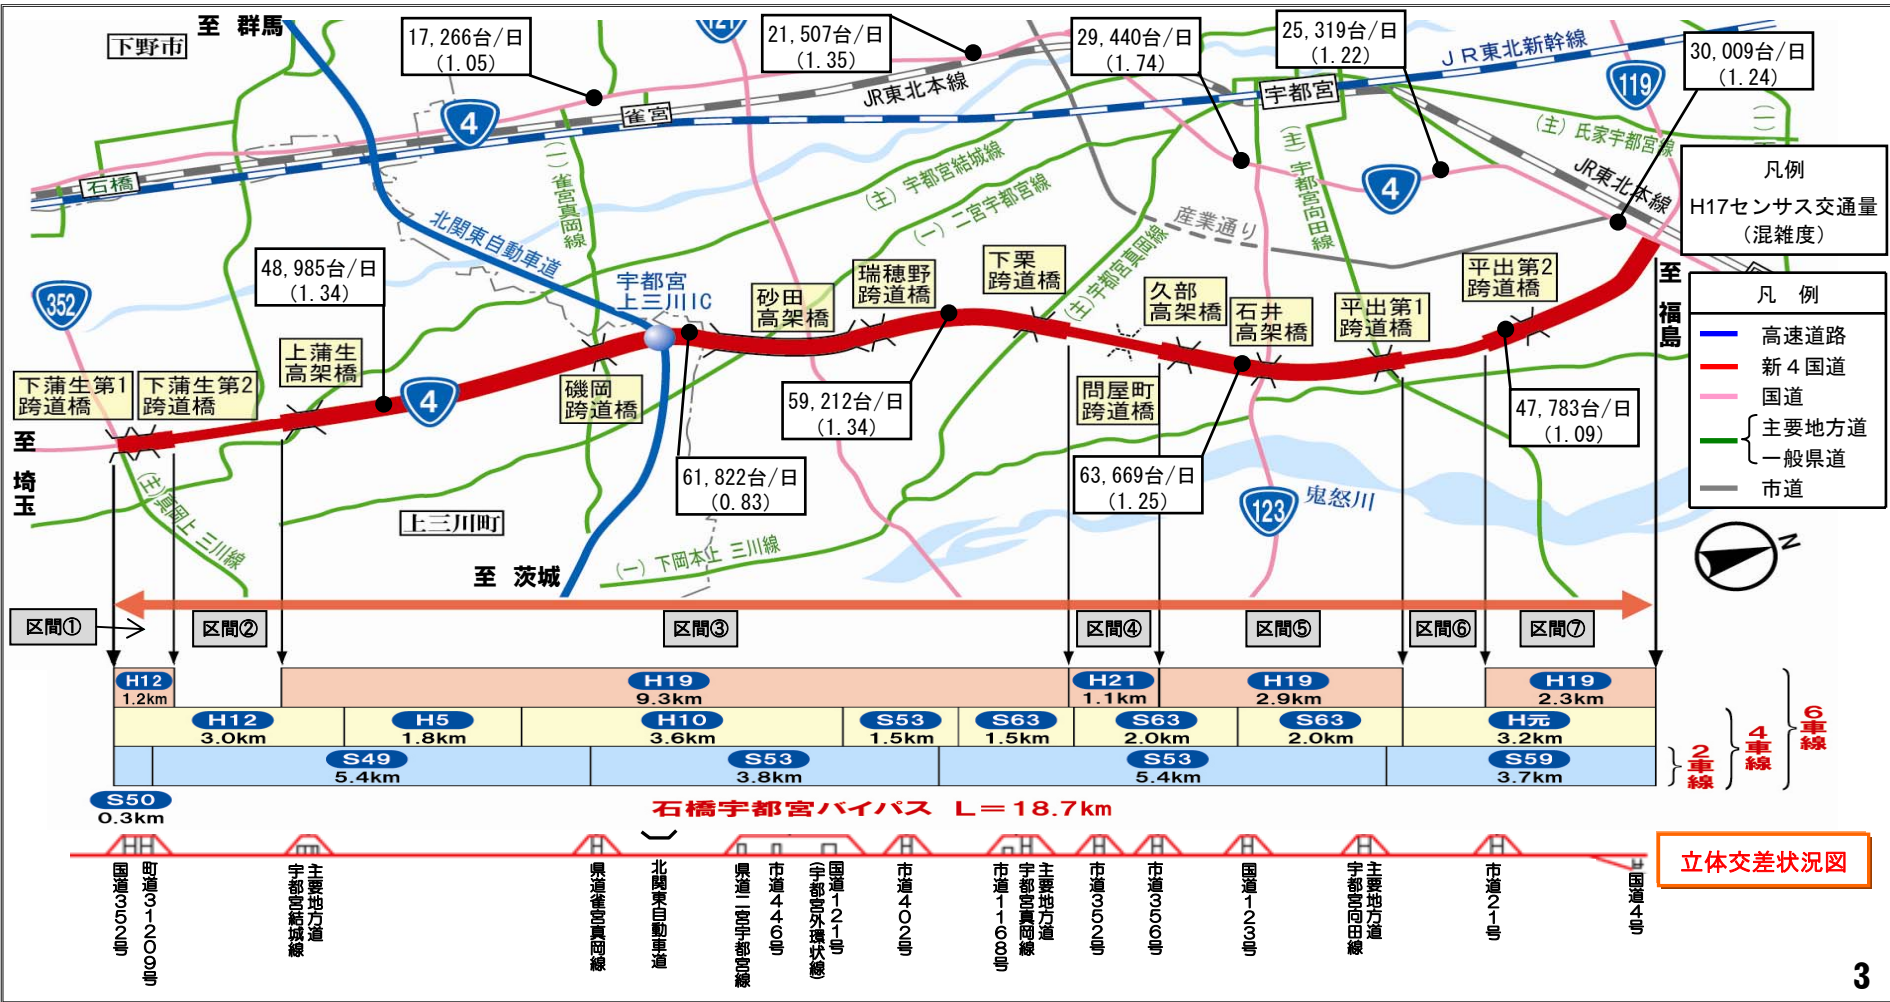 至 群馬
下野市
17,266台/日
(1.05)
121
21,507台/日
(1.35)
29,440台/日
(1.74)
25,319台/日
(1.22)
JR東北新幹線
30,009台/日
(1.24)
119
4
雀宮
JR東北本線
宇都宮
(主)氏家宇都宮線
(一)
石橋
(一)雀宮真岡線
(主)宇都宮結城線
(一)二宮宇都宮線
(主)宇都宮向田線
4
JR東北本線
凡例
H17センサス交通量
(混雑度)
北関東自動車道
産業通り
(主)宇都宮真岡線
352
48,985台/日
(1.34)
宇都宮
上三川IC
砂田
高架橋
瑞穂野
跨道橋
下栗
跨道橋
久部
高架橋
石井
高架橋
平出第1
跨道橋
平出第2
跨道橋
至 福島
凡 例
高速道路
新4国道
国道
主要地方道
一般県道
市道
下蒲生第1
跨道橋
下蒲生第2
跨道橋
上蒲生
高架橋
4
磯岡
跨道橋
59,212台/日
(1.34)
問屋町
跨道橋
47,783台/日
(1.09)
至 埼玉
61,822台/日
(0.83)
63,669台/日
(1.25)
123
鬼怒川
(主)真岡上三川線
上三川町
至 茨城
(一)下岡本上三川線
N
区間①
区間②
区間③
区間④
区間⑤
区間⑥
区間⑦
H12
1.2km
H19
9.3km
H21
1.1km
H19
2.9km
H19
2.3km
6車線
H12
3.0km
H5
1.8km
H10
3.6km
S53
1.5km
S63
1.5km
S63
2.0km
S63
2.0km
H元
3.2km
4車線
S49
5.4km
S53
3.8km
S53
5.4km
S59
3.7km
2車線
S50
0.3km
石橋宇都宮バイパス L=18.7km
国道352号
町道31209号
主要地方道
宇都宮結城線
県道雀宮真岡線
北関東自動車道
県道二宮宇都宮線
市道446号
国道121号
(宇都宮外環状線)
市道402号
市道1168号
主要地方道
宇都宮真岡線
市道352号
市道356号
国道123号
主要地方道
宇都宮向田線
市道21号
国道4号
立体交差状況図
3